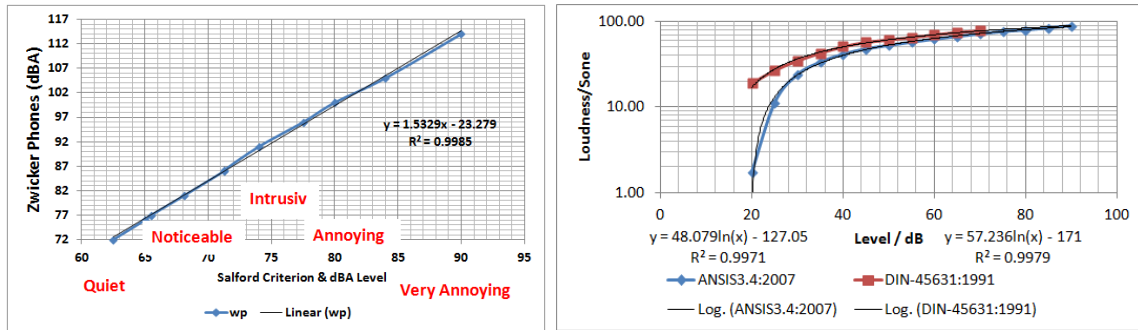 Zwicker Phones (dBA)
117
112
107
102
97
92
87
82
77
72
y = 1.5329x - 23.279
R² = 0.9985
Intrusiv
Noticeable
Annoying
60 65 70 75 80 85 90 95
Salford Criterion & dBA Level
Quiet
Very Annoying
wp Linear (wp)
Loudness/Sone
100.00
10.00
1.00
0 20 40 60 80 100
y = 48.079ln(x) - 127.05
R² = 0.9971
Level / dB
y = 57.236ln(x) - 171
R² = 0.9979
ANSIS3.4:2007 DIN-45631:1991
Log. (ANSIS3.4:2007) Log. (DIN-45631:1991)